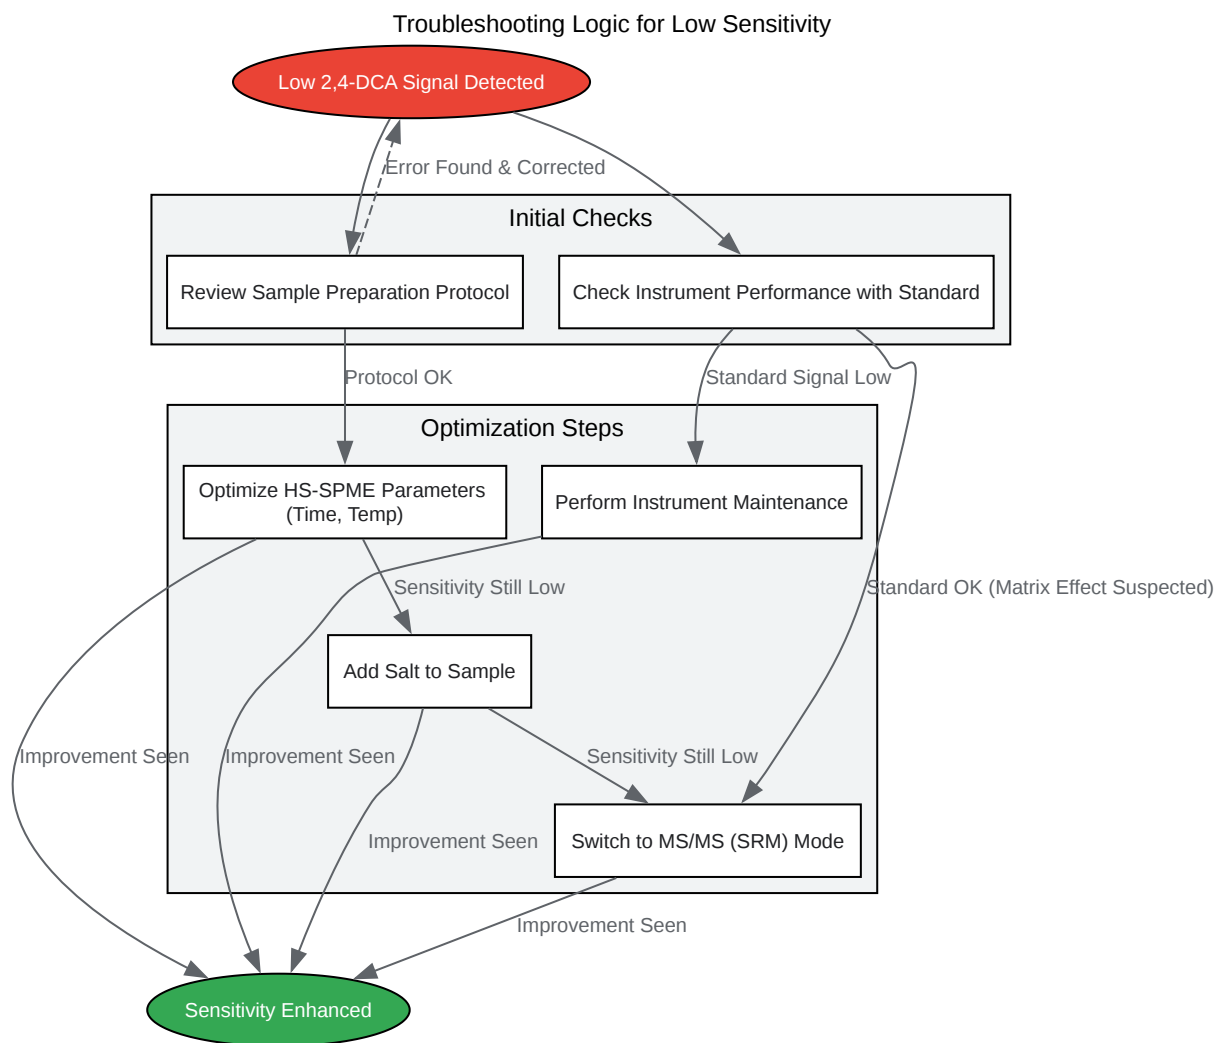 Troubleshooting Logic for Low Sensitivity
Low 2,4-DCA Signal Detected
Error Found & Corrected
Initial Checks
Review Sample Preparation Protocol
Check Instrument Performance with Standard
Protocol OK
Standard Signal Low
Optimization Steps
Optimize HS-SPME Parameters
(Time, Temp)
Perform Instrument Maintenance
Sensitivity Still Low
Standard OK (Matrix Effect Suspected)
Add Salt to Sample
Improvement Seen
Improvement Seen
Sensitivity Still Low
Improvement Seen
Switch to MS/MS (SRM) Mode
Improvement Seen
Sensitivity Enhanced